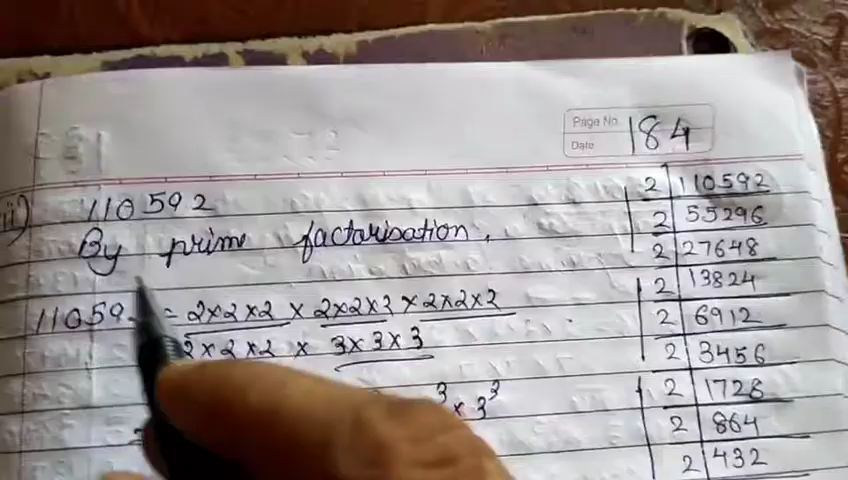 Page No. 184
Date
ii) 110592
By prime factorisation.
= 2×2×2 × 2×2×2 × 2×2×2
2×2×2 × 3×3×3
3 × 3³
2 110592
2 55296
2 27648
2 13824
2 6912
2 3456
2 1728
2 864
2 432